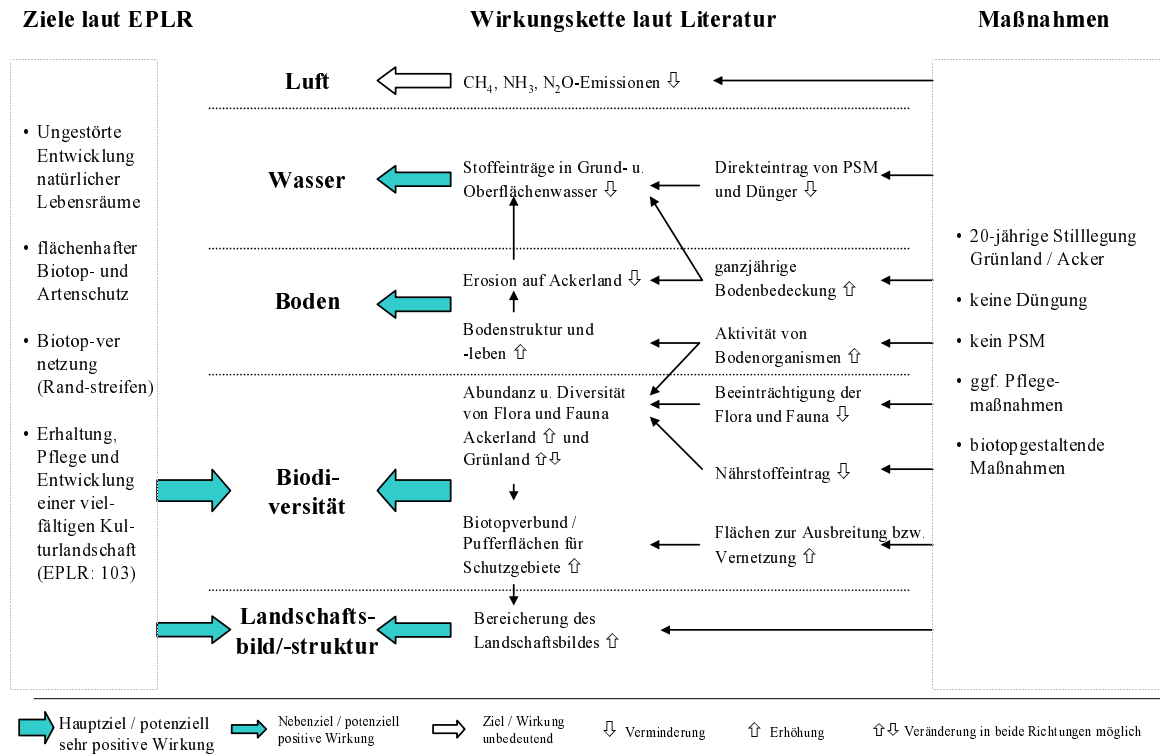 Ziele laut EPLR
Wirkungskette laut Literatur
Maßnahmen
• Ungestörte
Entwicklung
natürlicher
Lebensräume
• flächenhafter
Biotop- und
Artenschutz
• Biotop-ver
netzung
(Rand-streifen)
• Erhaltung,
Pflege und
Entwicklung
einer viel-
fältigen Kul-
turlandschaft
(EPLR: 103)
Luft
CH₄, NH₃, N₂O-Emissionen ⇩
Wasser
Stoffeinträge in Grund- u.
Oberflächenwasser ⇩
Direkteintrag von PSM
und Dünger ⇩
Boden
Erosion auf Ackerland ⇩
ganzjährige
Bodenbedeckung ⇧
Bodenstruktur und
-leben ⇧
Aktivität von
Bodenorganismen ⇧
Biodi-
versität
Abundanz u. Diversität
von Flora und Fauna
Ackerland ⇧ und
Grünland ⇧⇩
Beeinträchtigung der
Flora und Fauna ⇩
Nährstoffeintrag ⇩
Biotopverbund /
Pufferflächen für
Schutzgebiete ⇧
Flächen zur Ausbreitung bzw.
Vernetzung ⇧
Landschafts-
bild/-struktur
Bereicherung des
Landschaftsbildes ⇧
• 20-jährige Stilllegung
Grünland / Acker
• keine Düngung
• kein PSM
• ggf. Pflege-
maßnahmen
• biotopgestaltende
Maßnahmen
Hauptziel / potenziell
sehr positive Wirkung
Nebenziel / potenziell
positive Wirkung
Ziel / Wirkung
unbedeutend
⇩ Verminderung
⇧ Erhöhung
⇧⇩ Veränderung in beide Richtungen möglich